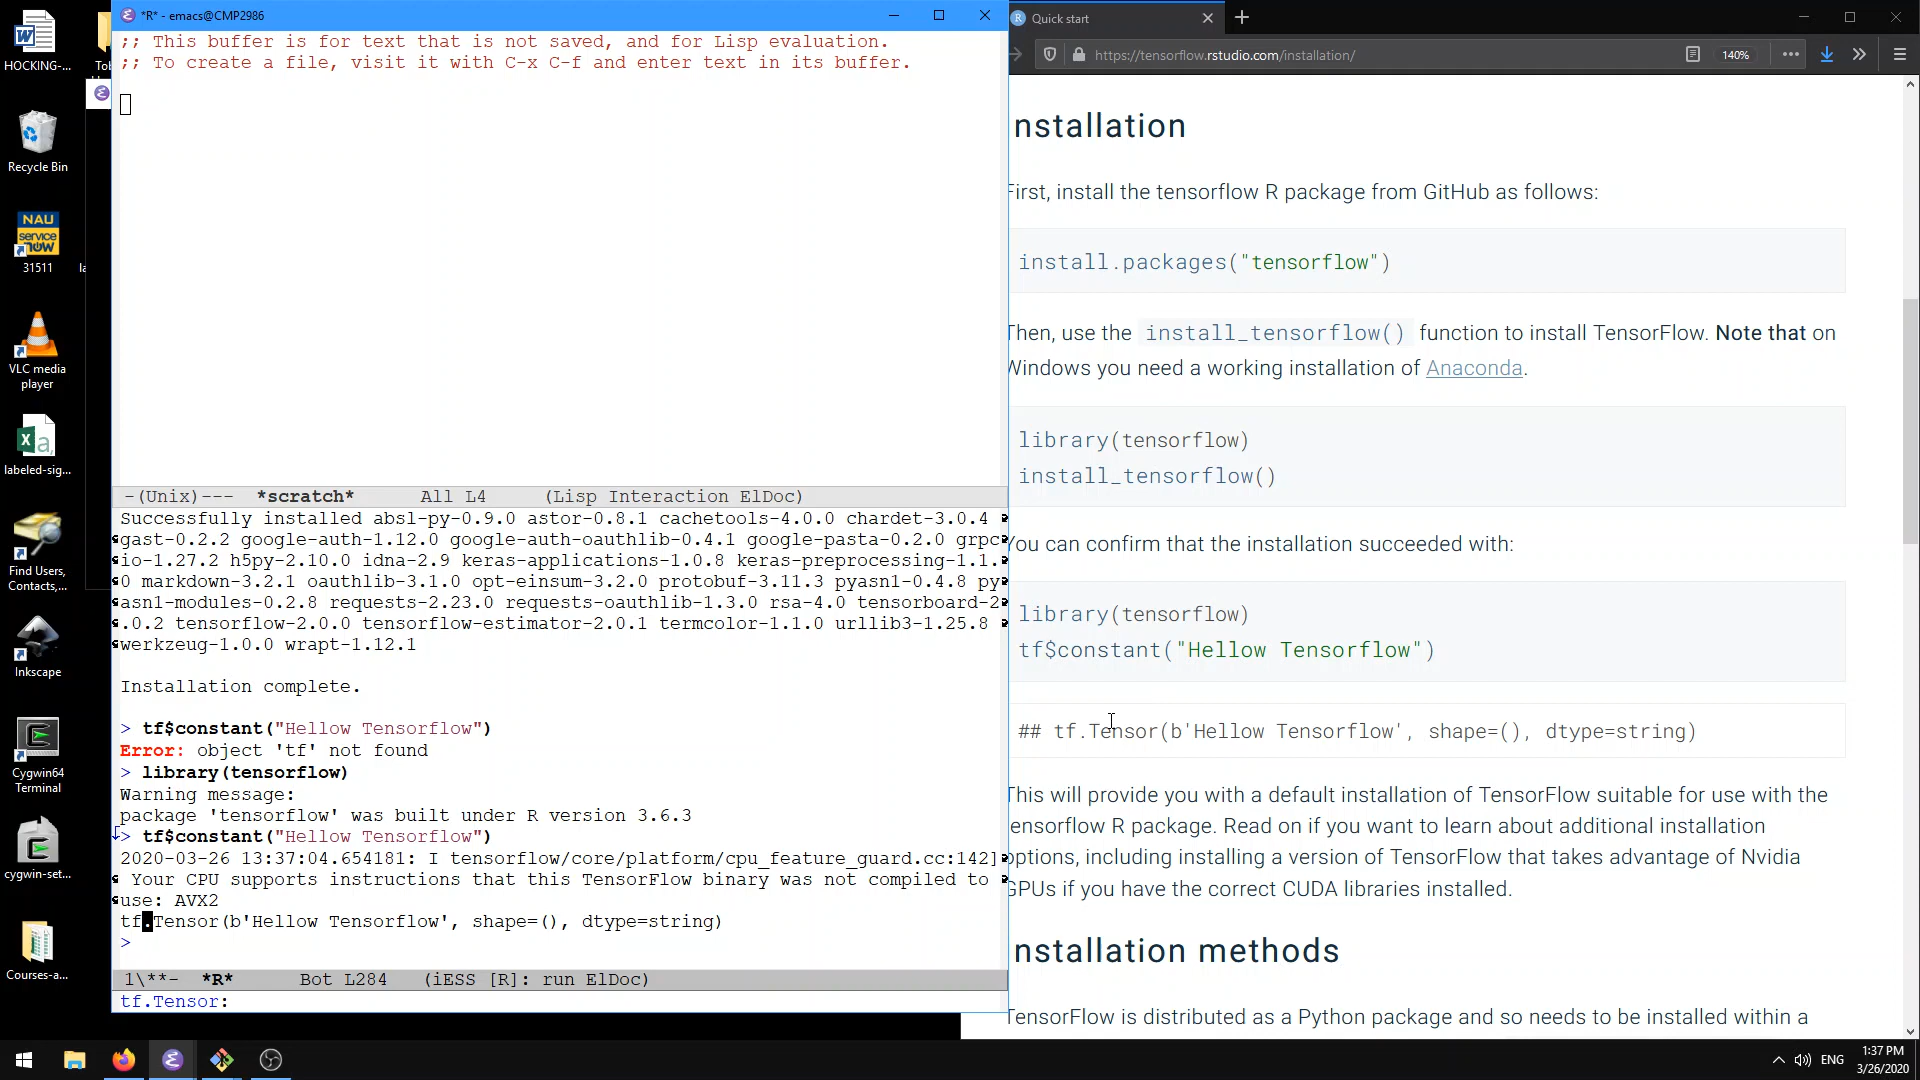 HOCKING-...
Tob
Recycle Bin
NAU
service
now
31511
la
VLC media
player
labeled-sig...
Find Users,
Contacts,...
Inkscape
Cygwin64
Terminal
cygwin-set...
Courses-a...
*R* - emacs@CMP2986
;; This buffer is for text that is not saved, and for Lisp evaluation.
;; To create a file, visit it with C-x C-f and enter text in its buffer.
-(Unix)--- *scratch* All L4 (Lisp Interaction ElDoc)
Successfully installed absl-py-0.9.0 astor-0.8.1 cachetools-4.0.0 chardet-3.0.4
gast-0.2.2 google-auth-1.12.0 google-auth-oauthlib-0.4.1 google-pasta-0.2.0 grpc
io-1.27.2 h5py-2.10.0 idna-2.9 keras-applications-1.0.8 keras-preprocessing-1.1.
0 markdown-3.2.1 oauthlib-3.1.0 opt-einsum-3.2.0 protobuf-3.11.3 pyasn1-0.4.8 py
asn1-modules-0.2.8 requests-2.23.0 requests-oauthlib-1.3.0 rsa-4.0 tensorboard-2
.0.2 tensorflow-2.0.0 tensorflow-estimator-2.0.1 termcolor-1.1.0 urllib3-1.25.8
werkzeug-1.0.0 wrapt-1.12.1
Installation complete.
> tf$constant("Hellow Tensorflow")
Error: object 'tf' not found
> library(tensorflow)
Warning message:
package 'tensorflow' was built under R version 3.6.3
> tf$constant("Hellow Tensorflow")
2020-03-26 13:37:04.654181: I tensorflow/core/platform/cpu_feature_guard.cc:142]
Your CPU supports instructions that this TensorFlow binary was not compiled to
use: AVX2
tf.Tensor(b'Hellow Tensorflow', shape=(), dtype=string)
>
1\**- *R* Bot L284 (iESS [R]: run ElDoc)
tf.Tensor:
Quick start
https://tensorflow.rstudio.com/installation/
140%
nstallation
First, install the tensorflow R package from GitHub as follows:
install.packages("tensorflow")
Then, use the install_tensorflow() function to install TensorFlow. Note that on
Windows you need a working installation of Anaconda.
library(tensorflow)
install_tensorflow()
You can confirm that the installation succeeded with:
library(tensorflow)
tf$constant("Hellow Tensorflow")
## tf.Tensor(b'Hellow Tensorflow', shape=(), dtype=string)
This will provide you with a default installation of TensorFlow suitable for use with the
tensorflow R package. Read on if you want to learn about additional installation
options, including installing a version of TensorFlow that takes advantage of Nvidia
GPUs if you have the correct CUDA libraries installed.
nstallation methods
TensorFlow is distributed as a Python package and so needs to be installed within a
ENG
1:37 PM
3/26/2020